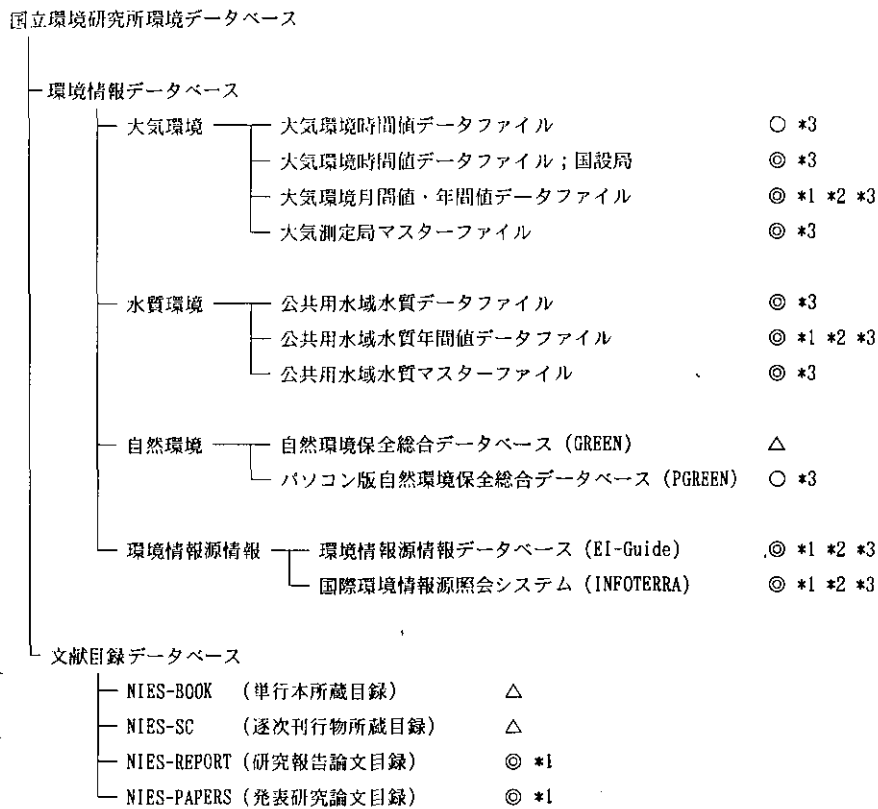 国立環境研究所環境データベース
環境情報データベース
大気環境 大気環境時間値データファイル ○ *3
大気環境時間値データファイル；国設局 ◎ *3
大気環境月間値・年間値データファイル ◎ *1 *2 *3
大気測定局マスターファイル ◎ *3
水質環境 公共用水域水質データファイル ◎ *3
公共用水域水質年間値データファイル ◎ *1 *2 *3
公共用水域水質マスターファイル ◎ *3
自然環境 自然環境保全総合データベース (GREEN) △
パソコン版自然環境保全総合データベース (PGREEN) ○ *3
環境情報源情報 環境情報源情報データベース (EI-Guide) ◎ *1 *2 *3
国際環境情報源照会システム (INFOTERRA) ◎ *1 *2 *3
文献目録データベース
NIES-BOOK (単行本所蔵目録) △
NIES-SC (逐次刊行物所蔵目録) △
NIES-REPORT (研究報告論文目録) ◎ *1
NIES-PAPERS (発表研究論文目録) ◎ *1